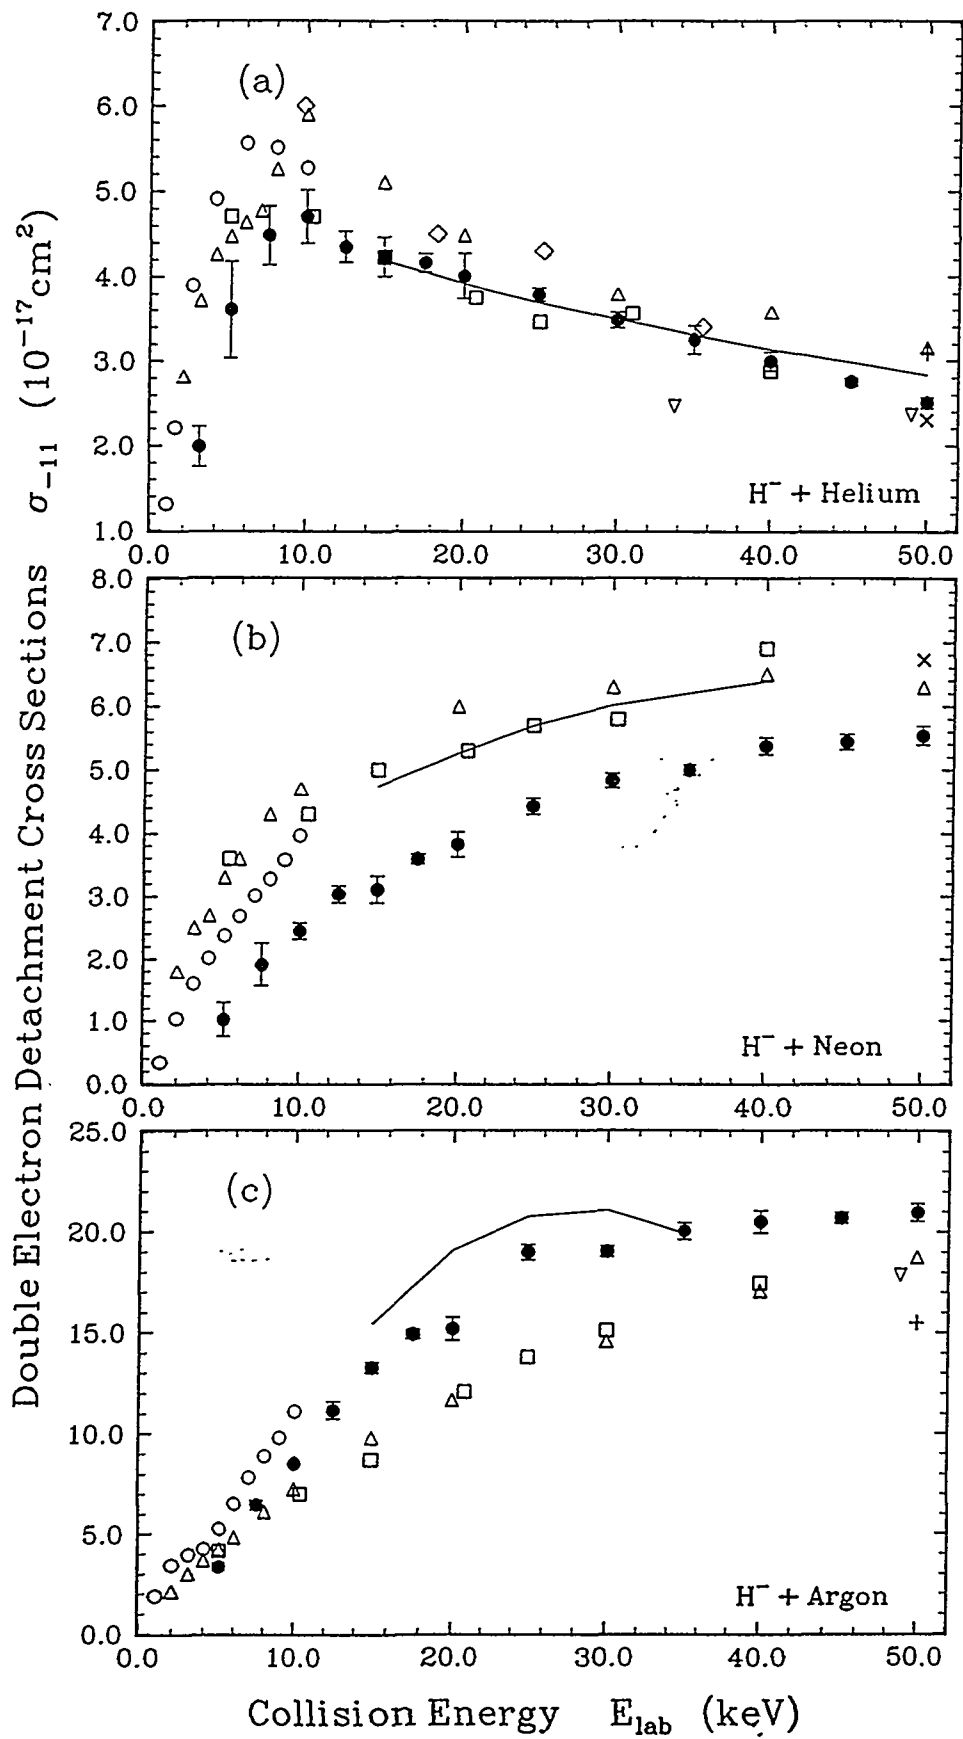 Double Electron Detachment Cross Sections σ₋₁₁ (10⁻¹⁷cm²)
7.0
(a)
6.0
5.0
4.0
3.0
2.0
H⁻ + Helium
1.0
0.0 10.0 20.0 30.0 40.0 50.0
8.0
(b)
7.0
6.0
5.0
4.0
3.0
2.0
1.0
H⁻ + Neon
0.0
0.0 10.0 20.0 30.0 40.0 50.0
25.0
(c)
20.0
15.0
10.0
5.0
H⁻ + Argon
0.0
0.0 10.0 20.0 30.0 40.0 50.0
Collision Energy E_lab (keV)